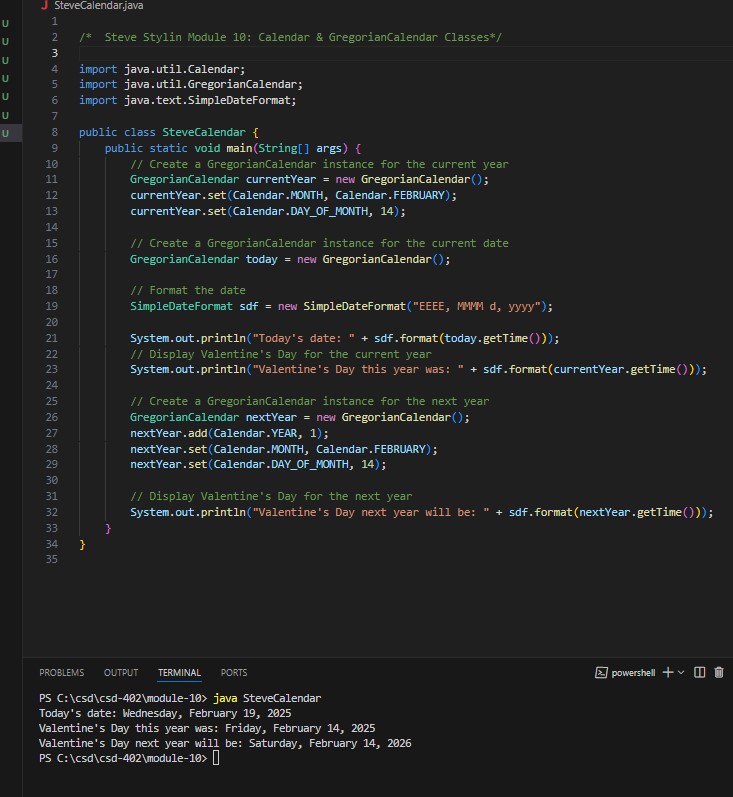 J SteveCalendar.java
1
2 /*  Steve Stylin Module 10: Calendar & GregorianCalendar Classes*/
3
4 import java.util.Calendar;
5 import java.util.GregorianCalendar;
6 import java.text.SimpleDateFormat;
7
8 public class SteveCalendar {
9     public static void main(String[] args) {
10         // Create a GregorianCalendar instance for the current year
11         GregorianCalendar currentYear = new GregorianCalendar();
12         currentYear.set(Calendar.MONTH, Calendar.FEBRUARY);
13         currentYear.set(Calendar.DAY_OF_MONTH, 14);
14
15         // Create a GregorianCalendar instance for the current date
16         GregorianCalendar today = new GregorianCalendar();
17
18         // Format the date
19         SimpleDateFormat sdf = new SimpleDateFormat("EEEE, MMMM d, yyyy");
20
21         System.out.println("Today's date: " + sdf.format(today.getTime()));
22         // Display Valentine's Day for the current year
23         System.out.println("Valentine's Day this year was: " + sdf.format(currentYear.getTime()));
24
25         // Create a GregorianCalendar instance for the next year
26         GregorianCalendar nextYear = new GregorianCalendar();
27         nextYear.add(Calendar.YEAR, 1);
28         nextYear.set(Calendar.MONTH, Calendar.FEBRUARY);
29         nextYear.set(Calendar.DAY_OF_MONTH, 14);
30
31         // Display Valentine's Day for the next year
32         System.out.println("Valentine's Day next year will be: " + sdf.format(nextYear.getTime()));
33     }
34 }
35
U
U
U
U
U
U
U
PROBLEMS OUTPUT TERMINAL PORTS powershell
PS C:\csd\csd-402\module-10> java SteveCalendar
Today's date: Wednesday, February 19, 2025
Valentine's Day this year was: Friday, February 14, 2025
Valentine's Day next year will be: Saturday, February 14, 2026
PS C:\csd\csd-402\module-10>